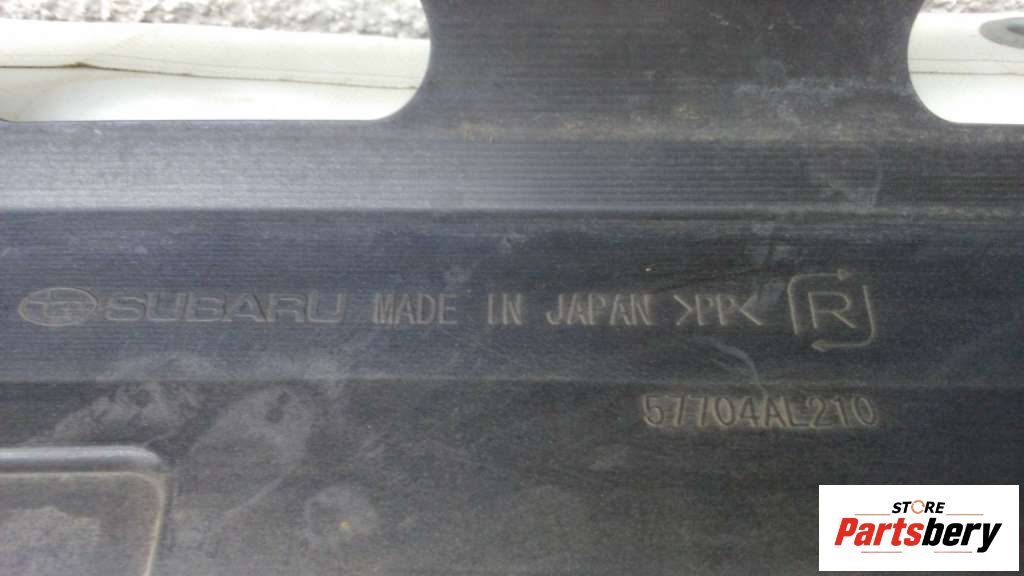 SUBARU MADE IN JAPAN >PP< R
57704AL210
STORE
Partsbery